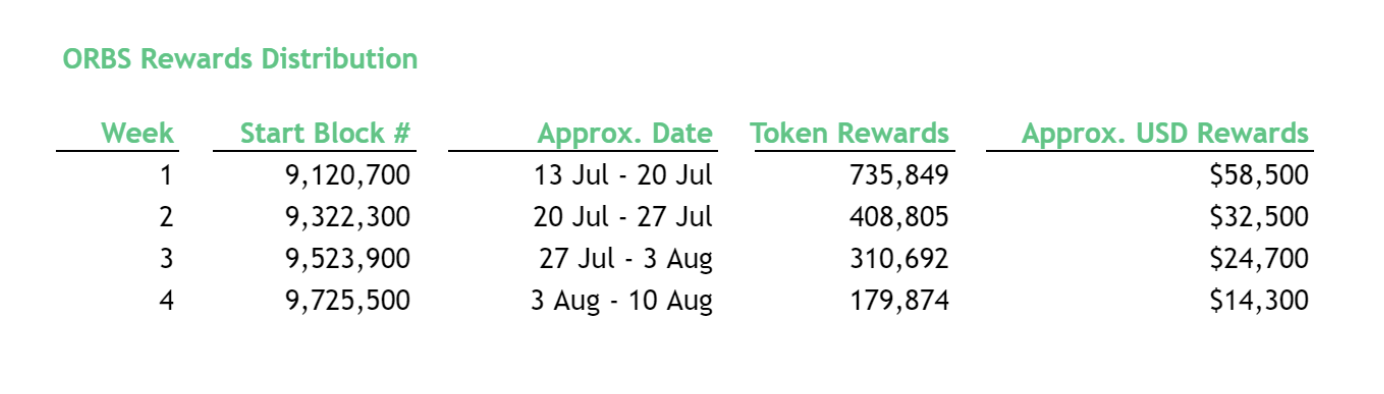 ORBS Rewards Distribution
Week Start Block # Approx. Date Token Rewards Approx. USD Rewards
1 9,120,700 13 Jul - 20 Jul 735,849 $58,500
2 9,322,300 20 Jul - 27 Jul 408,805 $32,500
3 9,523,900 27 Jul - 3 Aug 310,692 $24,700
4 9,725,500 3 Aug - 10 Aug 179,874 $14,300